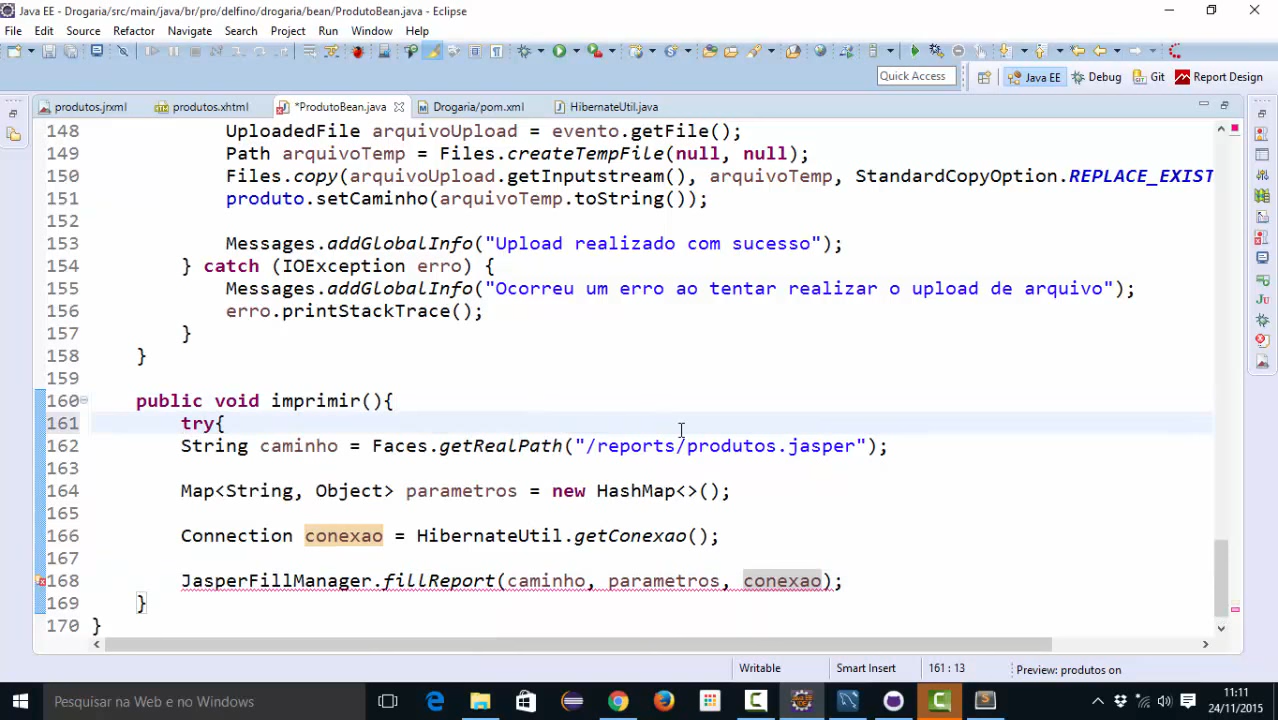 Java EE - Drogaria/src/main/java/br/pro/delfino/drogaria/bean/ProdutoBean.java - Eclipse
File Edit Source Refactor Navigate Search Project Run Window Help
Quick Access Java EE Debug Git Report Design
produtos.jrxml produtos.xhtml *ProdutoBean.java Drogaria/pom.xml HibernateUtil.java
148 UploadedFile arquivoUpload = evento.getFile();
149 Path arquivoTemp = Files.createTempFile(null, null);
150 Files.copy(arquivoUpload.getInputstream(), arquivoTemp, StandardCopyOption.REPLACE_EXIST
151 produto.setCaminho(arquivoTemp.toString());
152
153 Messages.addGlobalInfo("Upload realizado com sucesso");
154 } catch (IOException erro) {
155 Messages.addGlobalInfo("Ocorreu um erro ao tentar realizar o upload de arquivo");
156 erro.printStackTrace();
157 }
158 }
159
160 public void imprimir(){
161 try{
162 String caminho = Faces.getRealPath("/reports/produtos.jasper");
163
164 Map<String, Object> parametros = new HashMap<>();
165
166 Connection conexao = HibernateUtil.getConexao();
167
168 JasperFillManager.fillReport(caminho, parametros, conexao);
169 }
170 }
Writable Smart Insert 161 : 13 Preview: produtos on
Pesquisar na Web e no Windows 11:11
24/11/2015